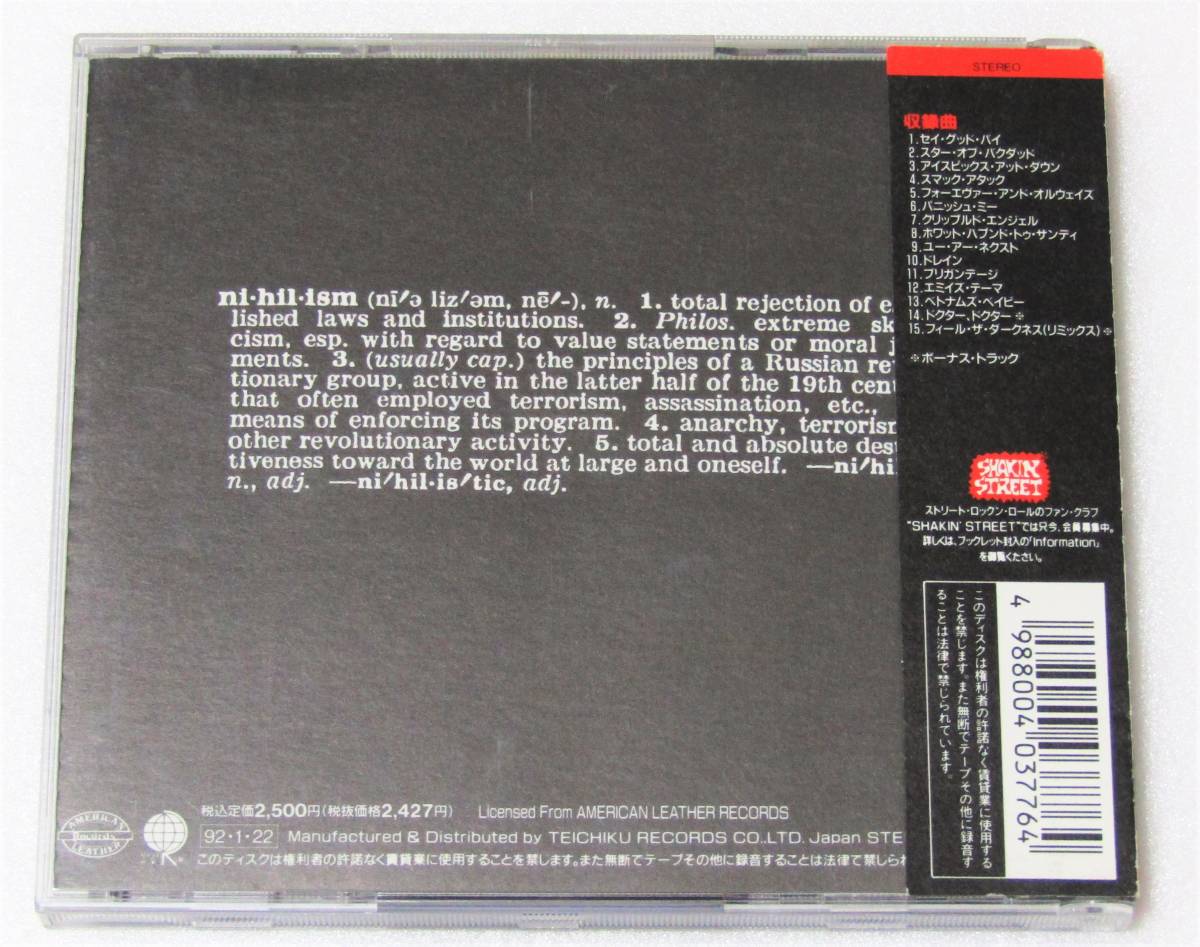 ni·hil·ism (nī′ə liz′əm, nē′-), n. 1. total rejection of e
lished laws and institutions. 2. Philos. extreme sk
cism, esp. with regard to value statements or moral j
ments. 3. (usually cap.) the principles of a Russian re
tionary group, active in the latter half of the 19th cen
that often employed terrorism, assassination, etc.,
means of enforcing its program. 4. anarchy, terroris
other revolutionary activity. 5. total and absolute des
tiveness toward the world at large and oneself. —ni′hi
n., adj. —ni′hil·is′tic, adj.
税込定価2,500円(税抜価格2,427円) Licensed From AMERICAN LEATHER RECORDS
AMERICAN
Records
LEATHER
92·1·22 Manufactured & Distributed by TEICHIKU RECORDS CO.,LTD. Japan STE
このディスクは権利者の許諾なく賃貸業に使用することを禁じます。また無断でテープその他に録音することは法律で禁じら
STEREO
収録曲
1.セイ・グッド・バイ
2.スター・オブ・バクダッド
3.アイスピックス・アット・ダウン
4.スマック・アタック
5.フォーエヴァー・アンド・オルウェイズ
6.バニッシュ・ミー
7.クリップルド・エンジェル
8.ホワット・ハプンド・トゥ・サンディ
9.ユー・アー・ネクスト
10.ドレイン
11.ブリガンテージ
12.エミイズ・テーマ
13.ベトナムズ・ベイビー
14.ドクター、ドクター ※
15.フィール・ザ・ダークネス(リミックス) ※
※ボーナス・トラック
SHAKIN'
STREET
ストリート・ロックン・ロールのファン・クラブ
"SHAKIN' STREET"では只今、会員募集中。
詳しくは、ブックレット封入の「Information」
を御覧ください。
このディスクは権利者の許諾なく賃貸業に使用する
ことを禁じます。また無断でテープその他に録音す
ることは法律で禁じられています。
4 988004 037764